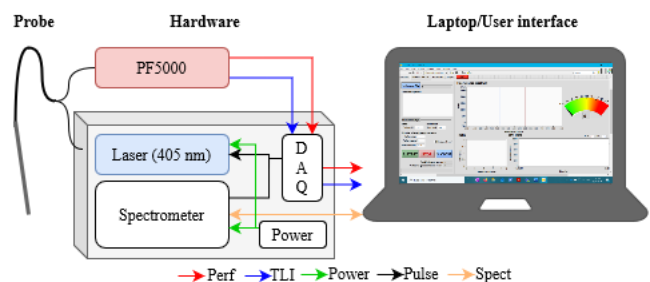 Probe
Hardware
Laptop/User interface
PF5000
Laser (405 nm)
D
A
Q
Spectrometer
Power
Perf
TLI
Power
Pulse
Spect